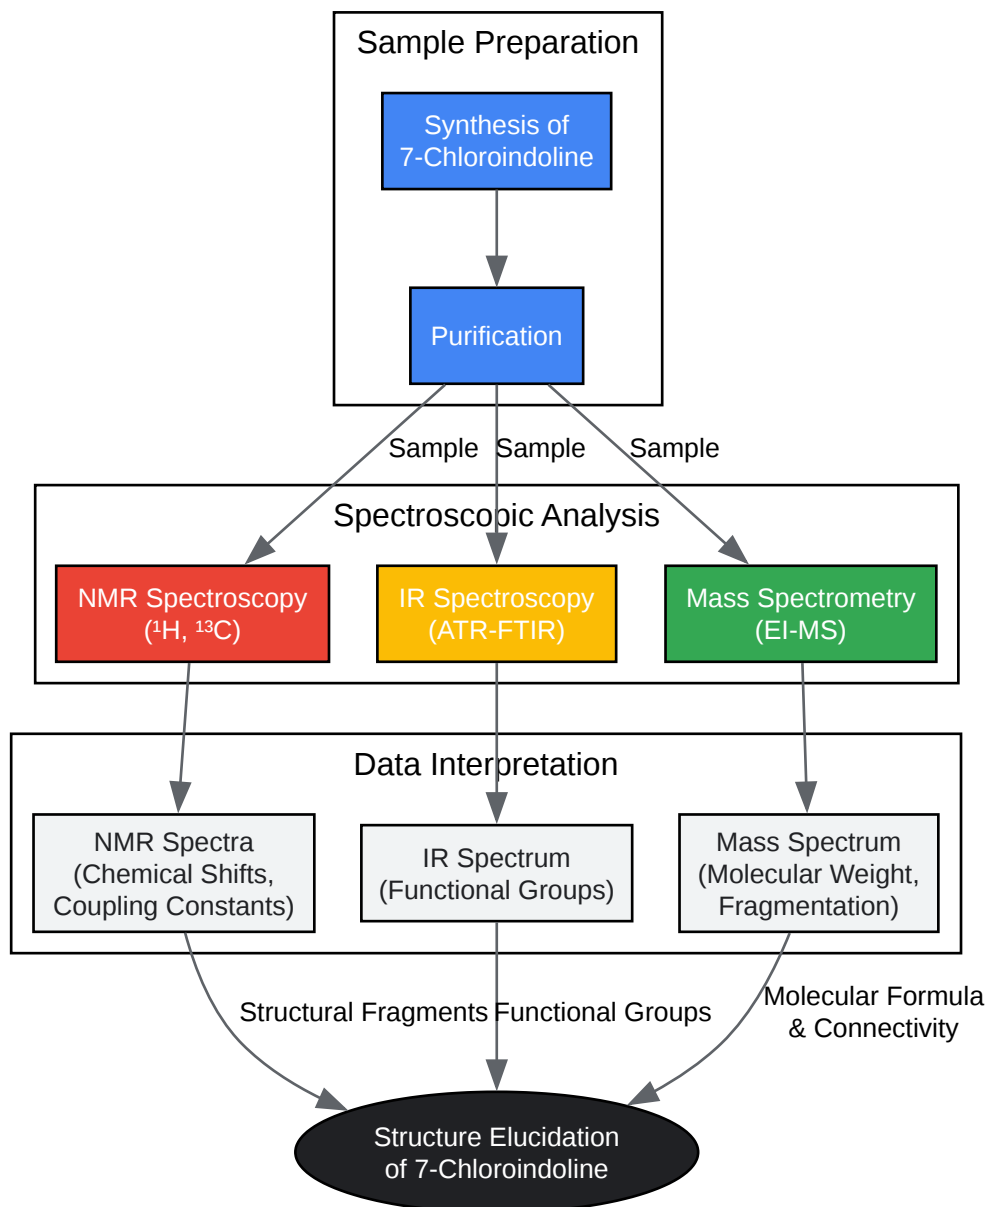 Sample Preparation
Synthesis of
7-Chloroindoline
Purification
Sample
Sample
Sample
Spectroscopic Analysis
NMR Spectroscopy
(¹H, ¹³C)
IR Spectroscopy
(ATR-FTIR)
Mass Spectrometry
(EI-MS)
Data Interpretation
NMR Spectra
(Chemical Shifts,
Coupling Constants)
IR Spectrum
(Functional Groups)
Mass Spectrum
(Molecular Weight,
Fragmentation)
Structural Fragments
Functional Groups
Molecular Formula
& Connectivity
Structure Elucidation
of 7-Chloroindoline